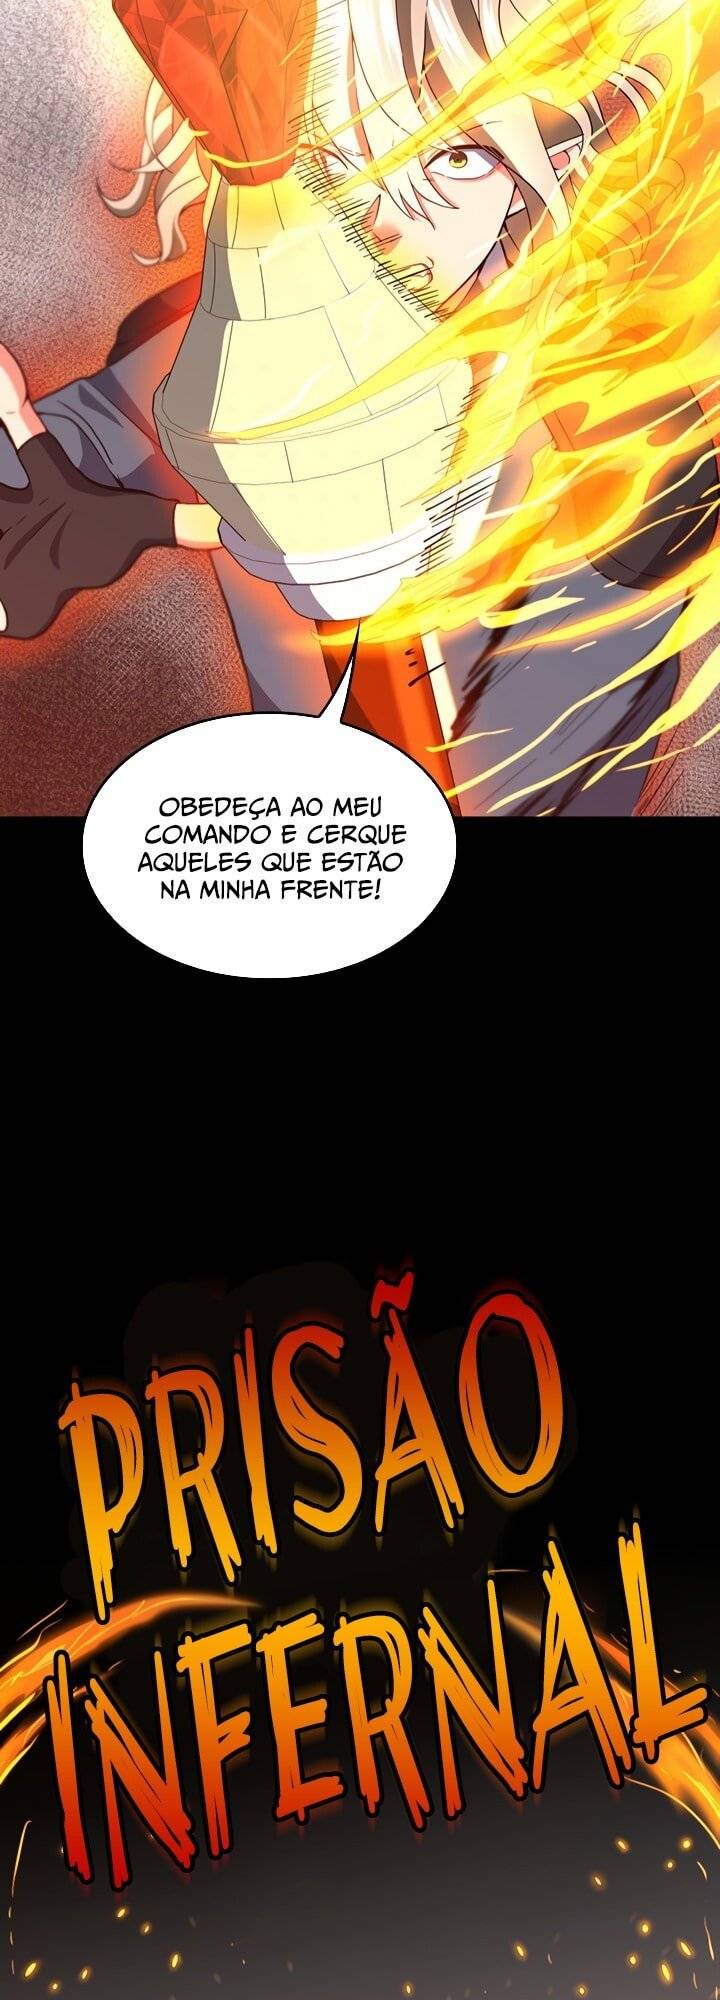 OBEDEÇA AO MEU
COMANDO E CERQUE
AQUELES QUE ESTÃO
NA MINHA FRENTE!
PRISÃO
INFERNAL